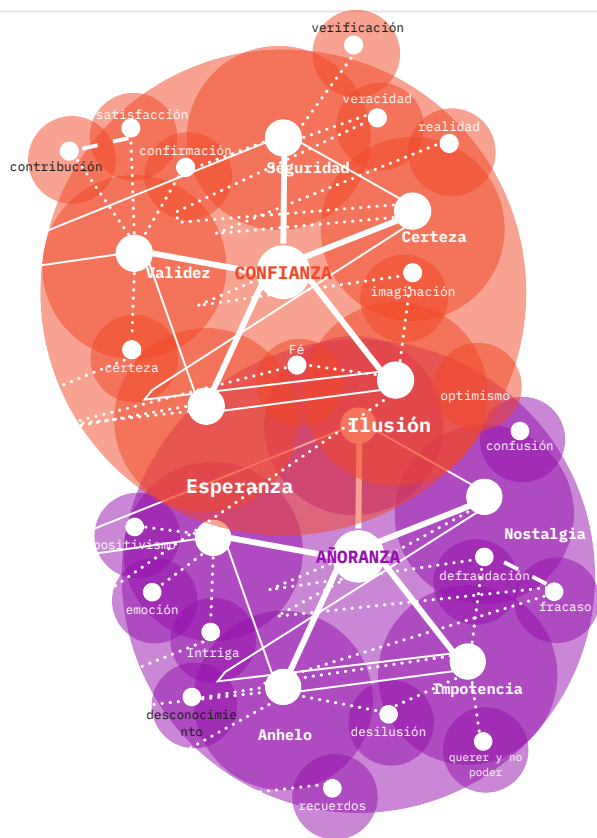 verificación
veracidad
satisfacción
realidad
confirmación
contribución
Seguridad
Certeza
Validez
CONFIANZA
imaginación
Fé
certeza
optimismo
Ilusión
confusión
Esperanza
Nostalgia
positivismo
AÑORANZA
defraudación
emoción
fracaso
Intriga
Impotencia
desconocimie
nto
Anhelo
desilusión
querer y no
poder
recuerdos